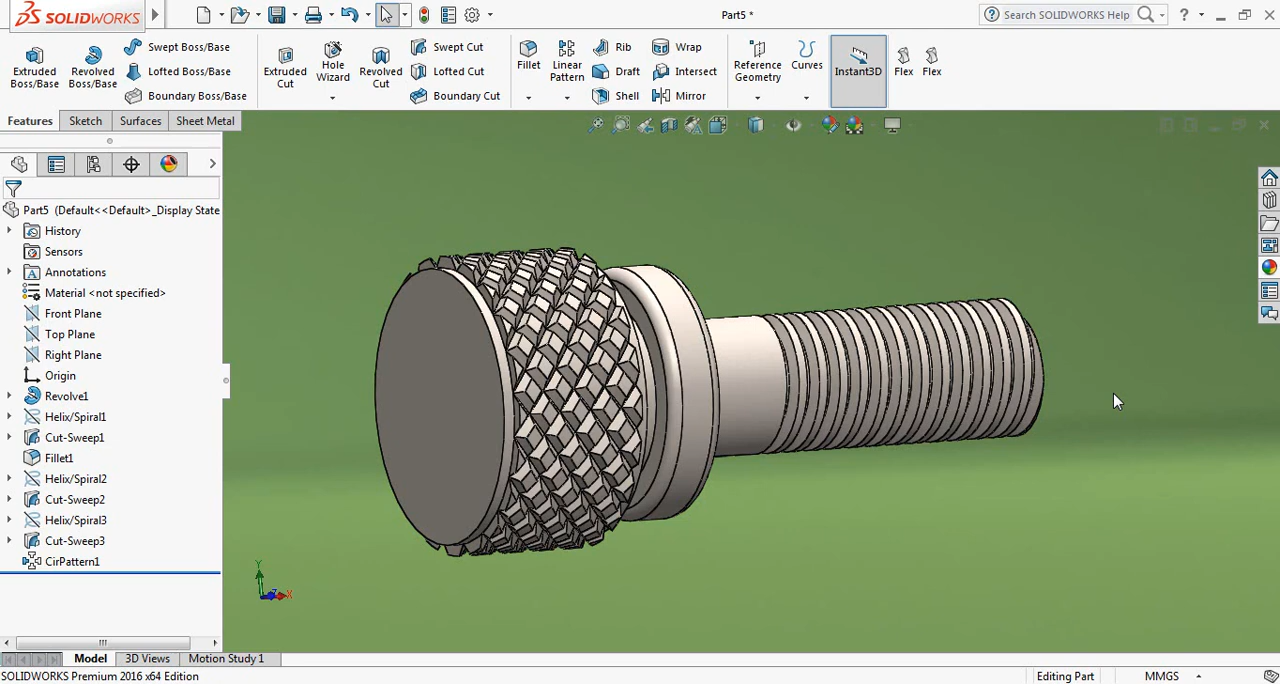 SOLIDWORKS
Part5 *
Search SOLIDWORKS Help
?
Extruded Boss/Base
Revolved Boss/Base
Swept Boss/Base
Lofted Boss/Base
Boundary Boss/Base
Extruded Cut
Hole Wizard
Revolved Cut
Swept Cut
Lofted Cut
Boundary Cut
Fillet
Linear Pattern
Rib
Draft
Shell
Wrap
Intersect
Mirror
Reference Geometry
Curves
Instant3D
Flex
Flex
Features
Sketch
Surfaces
Sheet Metal
Part5 (Default<<Default>_Display State
History
Sensors
Annotations
Material <not specified>
Front Plane
Top Plane
Right Plane
Origin
Revolve1
Helix/Spiral1
Cut-Sweep1
Fillet1
Helix/Spiral2
Cut-Sweep2
Helix/Spiral3
Cut-Sweep3
CirPattern1
Y
Z
X
Model
3D Views
Motion Study 1
SOLIDWORKS Premium 2016 x64 Edition
Editing Part
MMGS